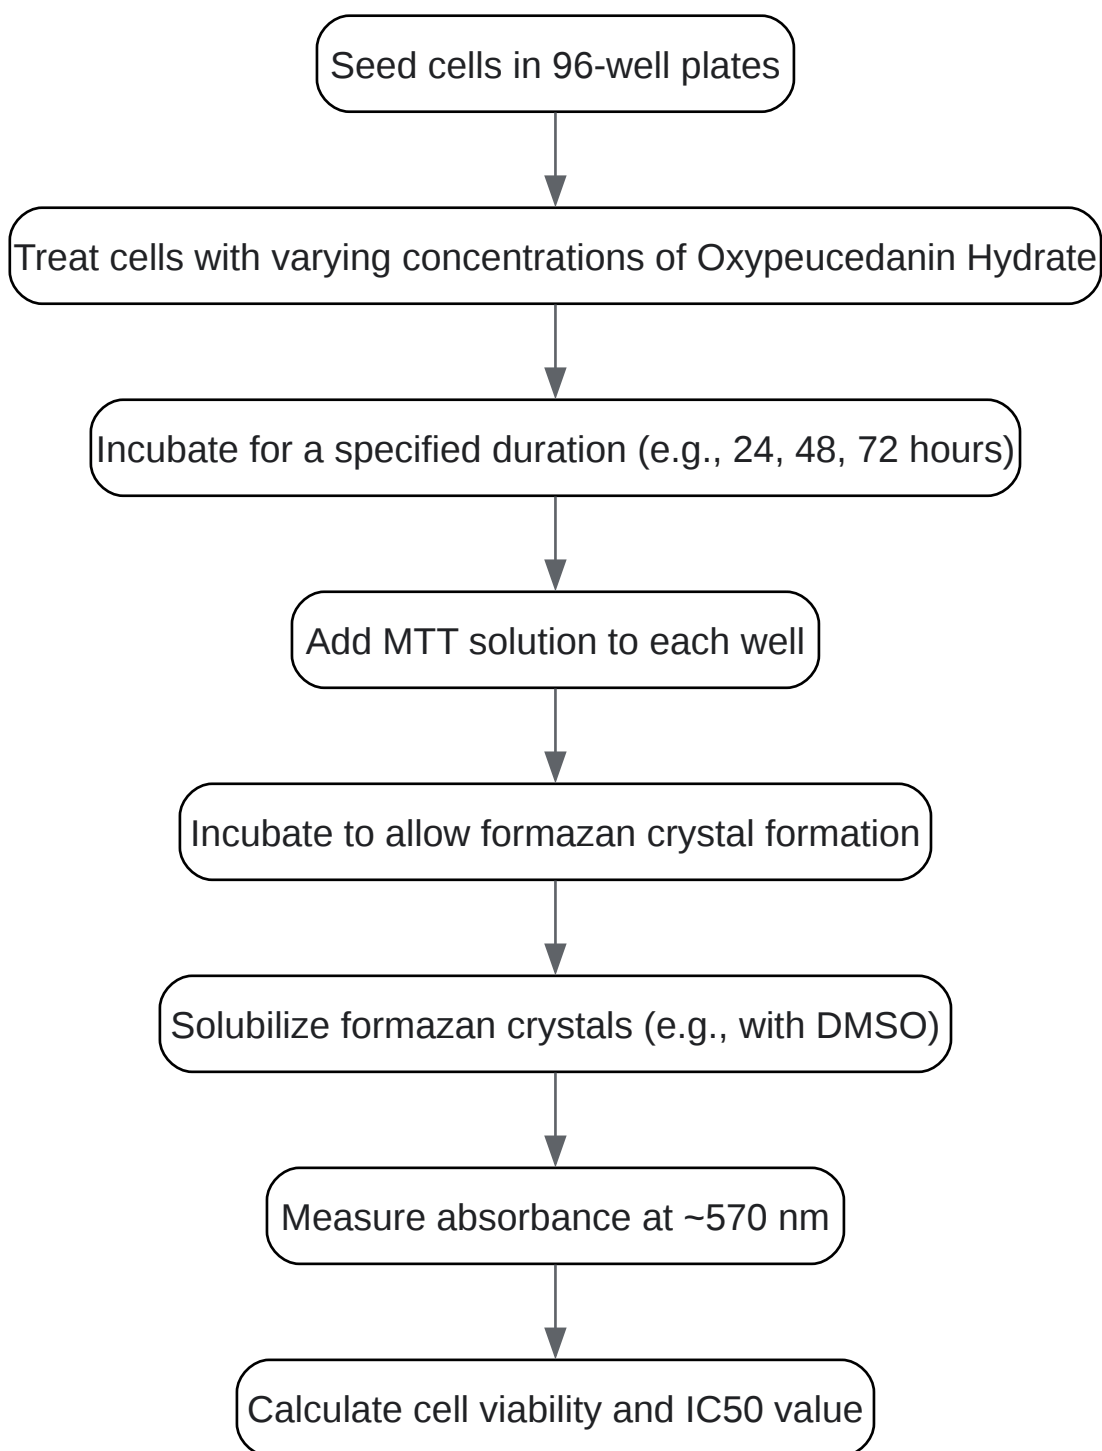 Seed cells in 96-well plates
Treat cells with varying concentrations of Oxypeucedanin Hydrate
Incubate for a specified duration (e.g., 24, 48, 72 hours)
Add MTT solution to each well
Incubate to allow formazan crystal formation
Solubilize formazan crystals (e.g., with DMSO)
Measure absorbance at ~570 nm
Calculate cell viability and IC50 value